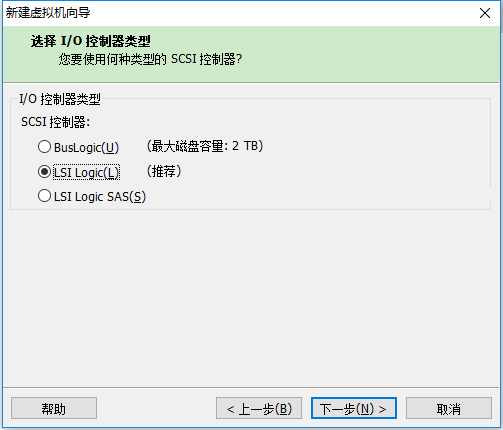 新建虚拟机向导
选择 I/O 控制器类型
您要使用何种类型的 SCSI 控制器?
I/O 控制器类型
SCSI 控制器:
BusLogic(U) (最大磁盘容量: 2 TB)
LSI Logic(L) (推荐)
LSI Logic SAS(S)
帮助 < 上一步(B) 下一步(N) > 取消